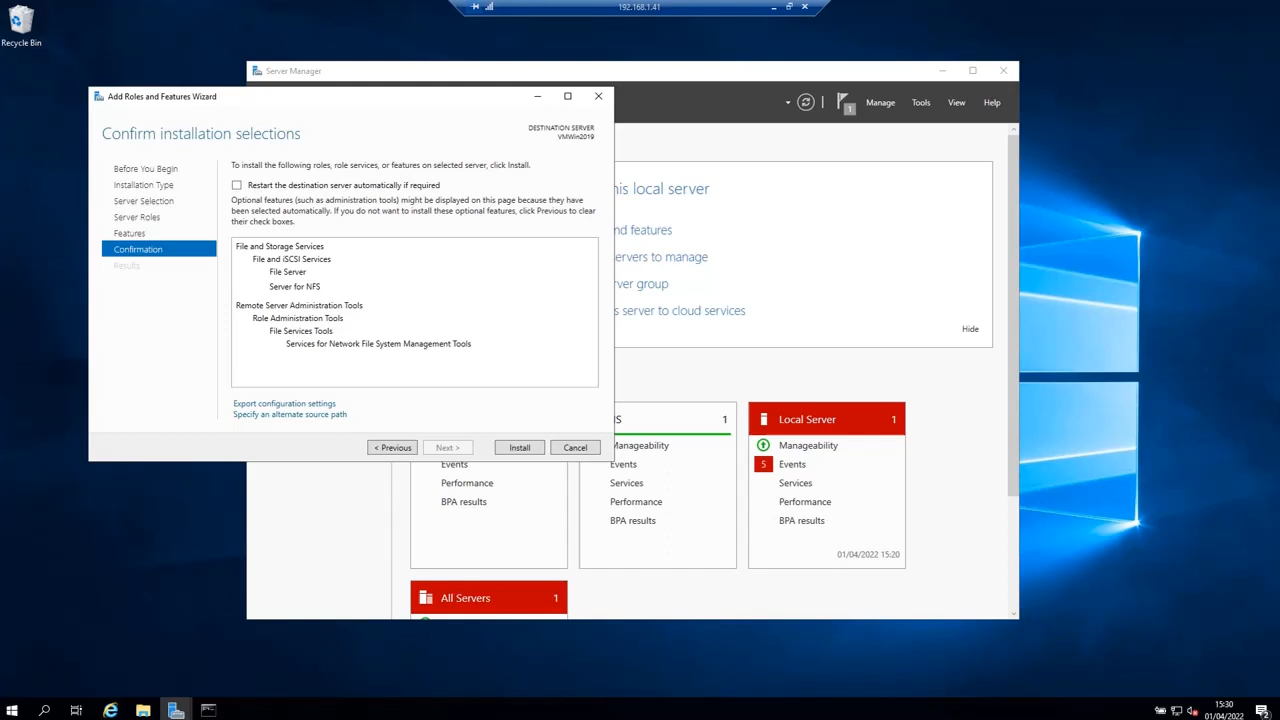 192.168.1.41
Recycle Bin
Server Manager
Add Roles and Features Wizard
1
Manage
Tools
View
Help
Confirm installation selections
DESTINATION SERVER
VMWin2019
Before You Begin
Installation Type
Server Selection
Server Roles
Features
Confirmation
Results
To install the following roles, role services, or features on selected server, click Install.
Restart the destination server automatically if required
Optional features (such as administration tools) might be displayed on this page because they have
been selected automatically. If you do not want to install these optional features, click Previous to clear
their check boxes.
File and Storage Services
File and iSCSI Services
File Server
Server for NFS
Remote Server Administration Tools
Role Administration Tools
File Services Tools
Services for Network File System Management Tools
Export configuration settings
Specify an alternate source path
< Previous
Next >
Install
Cancel
his local server
nd features
ervers to manage
rver group
s server to cloud services
Hide
Events
Performance
BPA results
IS 1
Manageability
Events
Services
Performance
BPA results
Local Server 1
Manageability
5 Events
Services
Performance
BPA results
01/04/2022 15:20
All Servers 1
15:30
01/04/2022
2